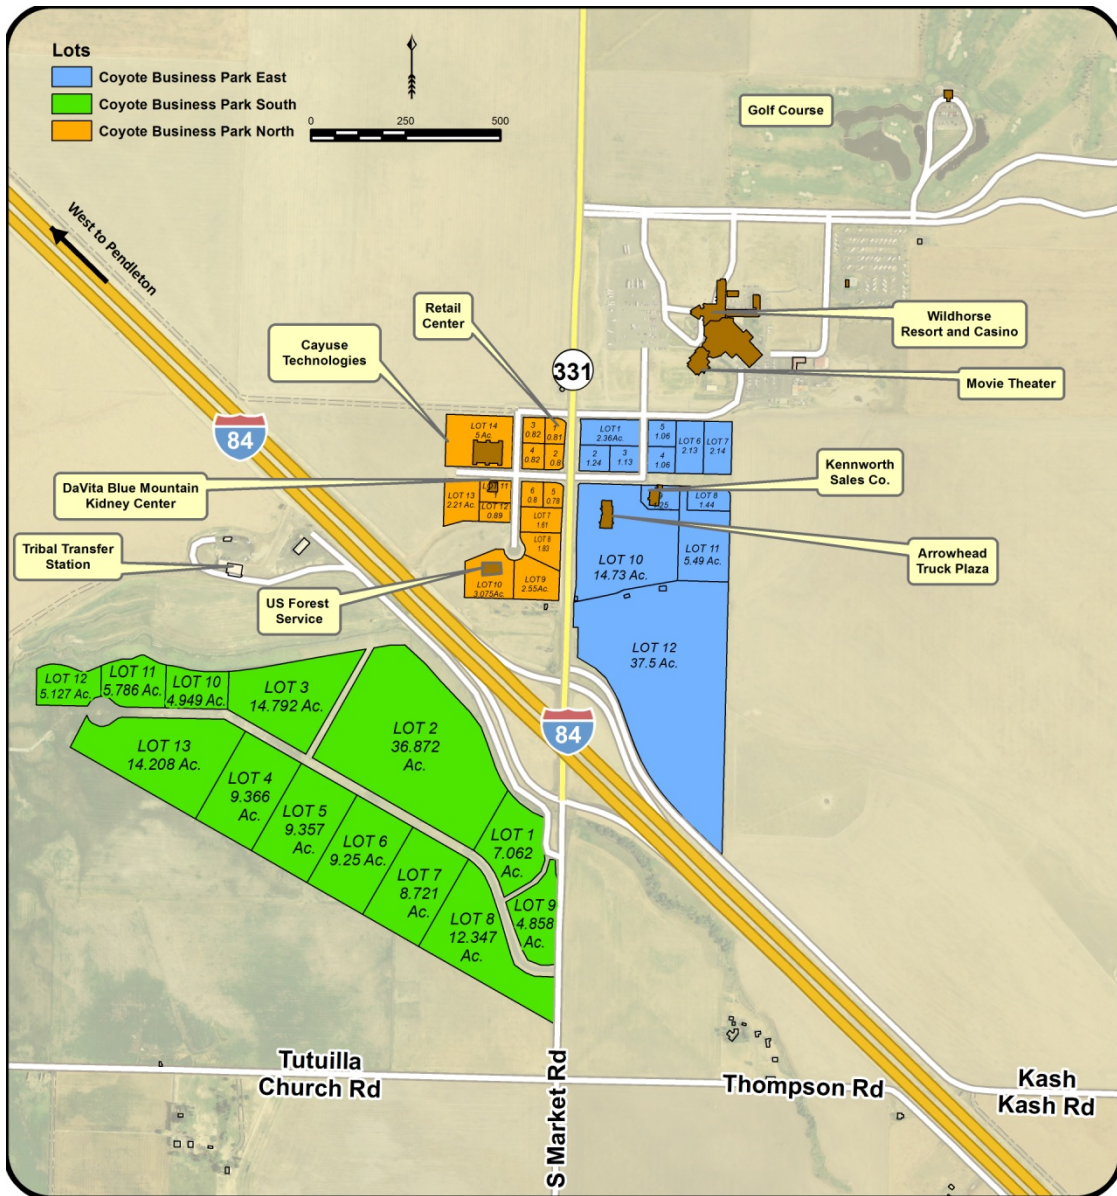 Lots
Coyote Business Park East
Coyote Business Park South
Coyote Business Park North
0
250
500
Golf Course
West to Pendleton
Retail
Center
Cayuse
Technologies
Wildhorse
Resort and Casino
Movie Theater
331
84
LOT 14
5 Ac.
3
0.82
1
0.81
4
0.82
2
0.8
LOT1
2.36Ac.
2
1.24
3
1.13
5
1.06
4
1.06
LOT 6
2.13
LOT 7
2.14
DaVita Blue Mountain
Kidney Center
Kennworth
Sales Co.
LOT 13
2.21 Ac.
LOT 11
LOT 12
0.89
6
0.8
5
0.78
LOT 7
1.61
LOT 8
1.83
LOT 8
1.44
Tribal Transfer
Station
US Forest
Service
LOT10
3.075Ac.
LOT9
2.55Ac.
LOT 10
14.73 Ac.
LOT 11
5.49 Ac.
Arrowhead
Truck Plaza
LOT 12
37.5 Ac.
LOT 12
5.127 Ac.
LOT 11
5.786 Ac.
LOT 10
4.949 Ac.
LOT 3
14.792 Ac.
LOT 2
36.872
Ac.
84
LOT 13
14.208 Ac.
LOT 4
9.366
Ac.
LOT 5
9.357
Ac.
LOT 6
9.25 Ac.
LOT 7
8.721
Ac.
LOT 8
12.347
Ac.
LOT 1
7.062
Ac.
LOT 9
4.858
Ac.
Tutuilla
Church Rd
S Market Rd
Thompson Rd
Kash
Kash Rd